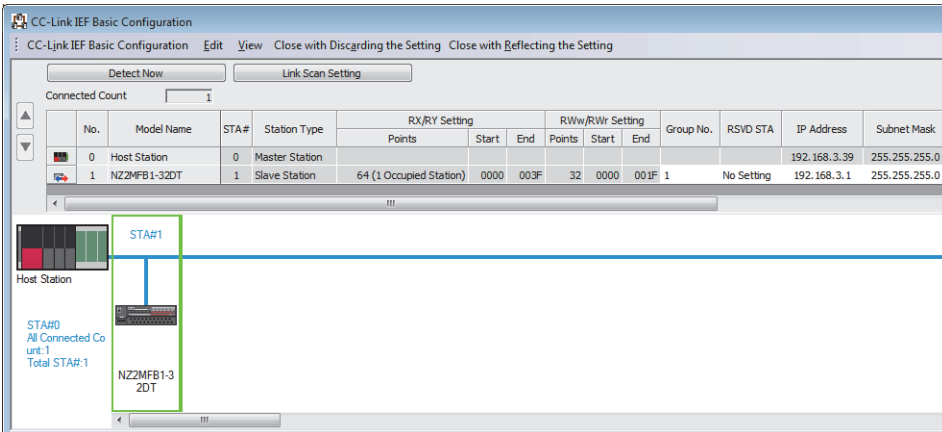 CC-Link IEF Basic Configuration
CC-Link IEF Basic Configuration Edit View Close with Discarding the Setting Close with Reflecting the Setting
Detect Now Link Scan Setting
Connected Count 1
No. Model Name STA# Station Type RX/RY Setting RWw/RWr Setting Group No. RSVD STA IP Address Subnet Mask
Points Start End Points Start End
0 Host Station 0 Master Station 192.168.3.39 255.255.255.0
1 NZ2MFB1-32DT 1 Slave Station 64 (1 Occupied Station) 0000 003F 32 0000 001F 1 No Setting 192.168.3.1 255.255.255.0
STA#1
Host Station
STA#0
All Connected Co
unt:1
Total STA#:1
NZ2MFB1-3
2DT